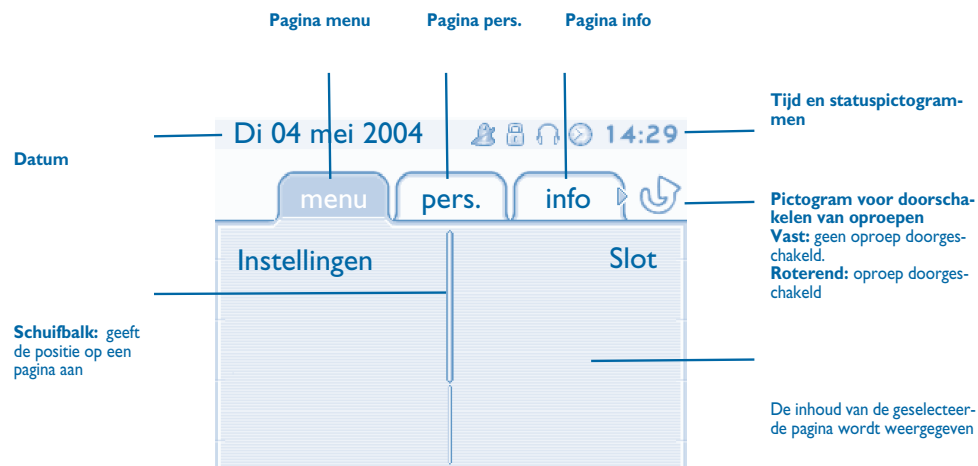 Pagina menu Pagina pers. Pagina info
Tijd en statuspictogram-
men
Di 04 mei 2004 14:29
Datum
menu pers. info
Pictogram voor doorscha-
kelen van oproepen
Vast: geen oproep doorges-
chakeld.
Roterend: oproep doorges-
chakeld
Instellingen Slot
Schuifbalk: geeft
de positie op een
pagina aan
De inhoud van de geselecteer-
de pagina wordt weergegeven